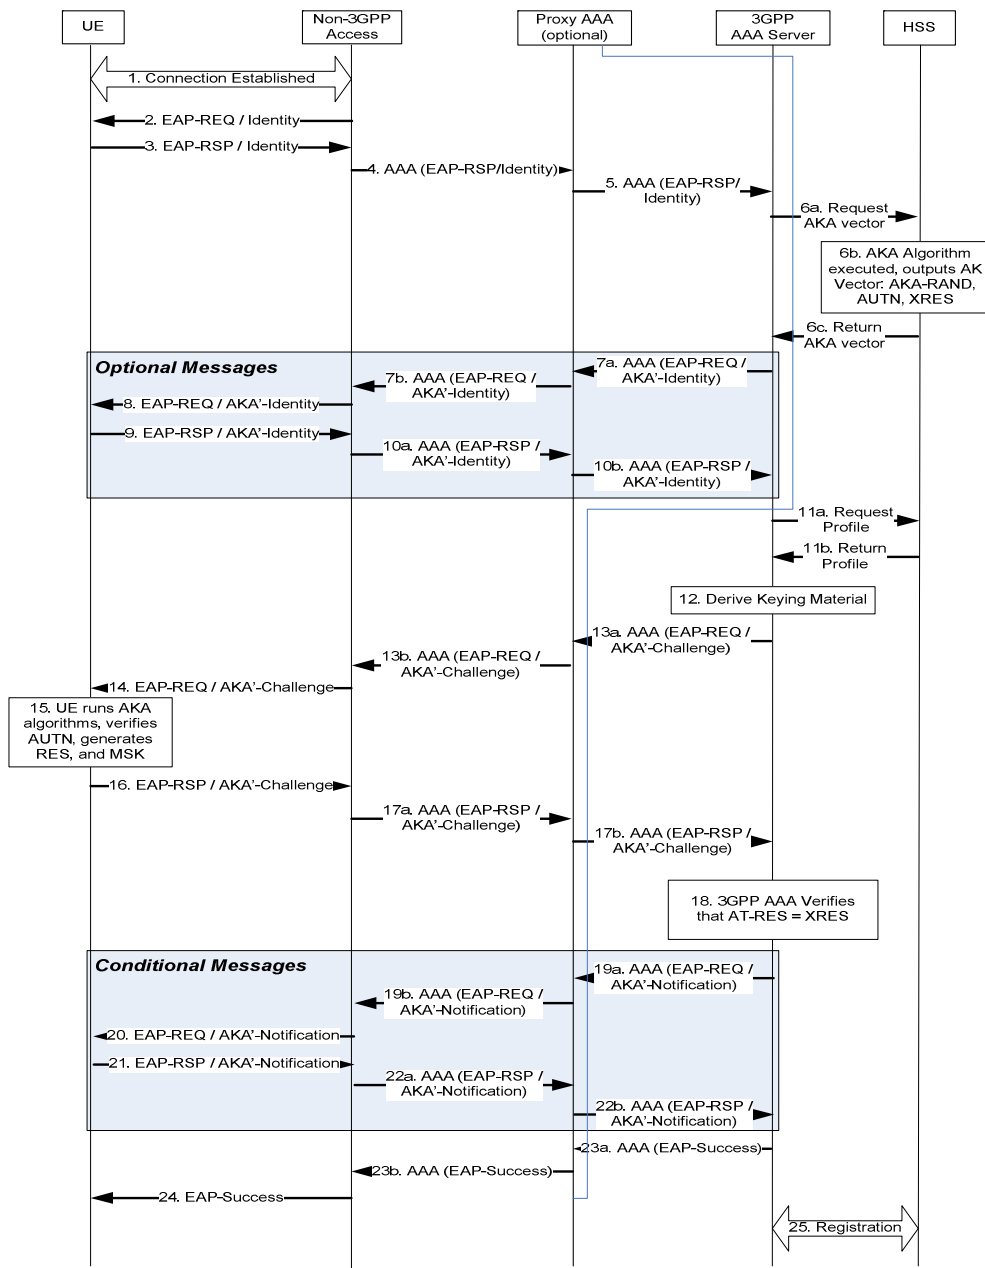 UE
Non-3GPP
Access
Proxy AAA
(optional)
3GPP
AAA Server
HSS
1. Connection Established
2. EAP-REQ / Identity
3. EAP-RSP / Identity
4. AAA (EAP-RSP/Identity)
5. AAA (EAP-RSP/
Identity)
6a. Request
AKA vector
6b. AKA Algorithm
executed, outputs AK
Vector: AKA-RAND,
AUTN, XRES
6c. Return
AKA vector
Optional Messages
7a. AAA (EAP-REQ /
AKA'-Identity)
7b. AAA (EAP-REQ /
AKA'-Identity)
8. EAP-REQ / AKA'-Identity
9. EAP-RSP / AKA'-Identity
10a. AAA (EAP-RSP /
AKA'-Identity)
10b. AAA (EAP-RSP /
AKA'-Identity)
11a. Request
Profile
11b. Return
Profile
12. Derive Keying Material
13a. AAA (EAP-REQ /
AKA'-Challenge)
13b. AAA (EAP-REQ /
AKA'-Challenge)
14. EAP-REQ / AKA'-Challenge
15. UE runs AKA
algorithms, verifies
AUTN, generates
RES, and MSK
16. EAP-RSP / AKA'-Challenge
17a. AAA (EAP-RSP /
AKA'-Challenge)
17b. AAA (EAP-RSP /
AKA'-Challenge)
18. 3GPP AAA Verifies
that AT-RES = XRES
Conditional Messages
19a. AAA (EAP-REQ /
AKA'-Notification)
19b. AAA (EAP-REQ /
AKA'-Notification)
20. EAP-REQ / AKA'-Notification
21. EAP-RSP / AKA'-Notification
22a. AAA (EAP-RSP /
AKA'-Notification)
22b. AAA (EAP-RSP /
AKA'-Notification)
23a. AAA (EAP-Success)
23b. AAA (EAP-Success)
24. EAP-Success
25. Registration